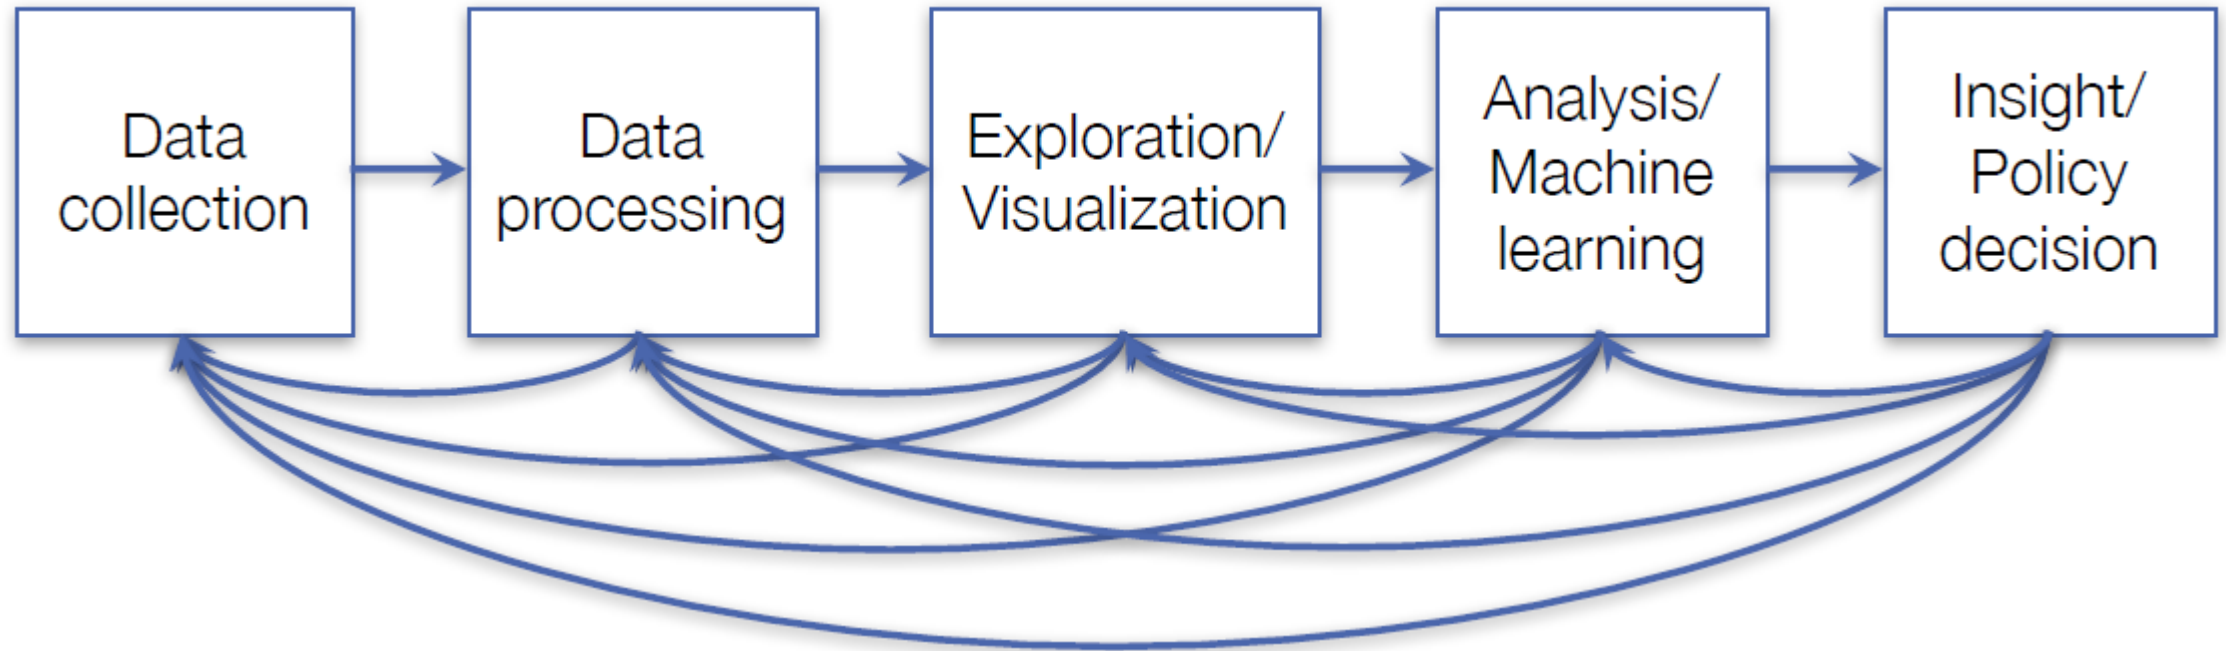 Data
collection
Data
processing
Exploration/
Visualization
Analysis/
Machine
learning
Insight/
Policy
decision